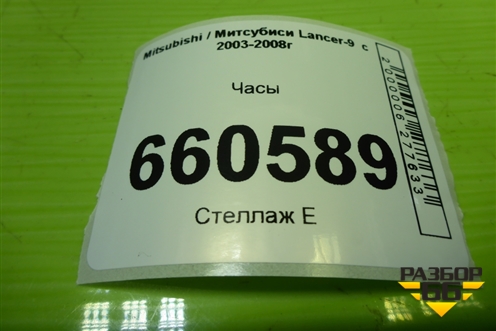 Mitsubishi / Митсубиси Lancer-9 с
2003-2008г
Часы
660589
Стеллаж Е
2000006277633
РАЗБОР
66